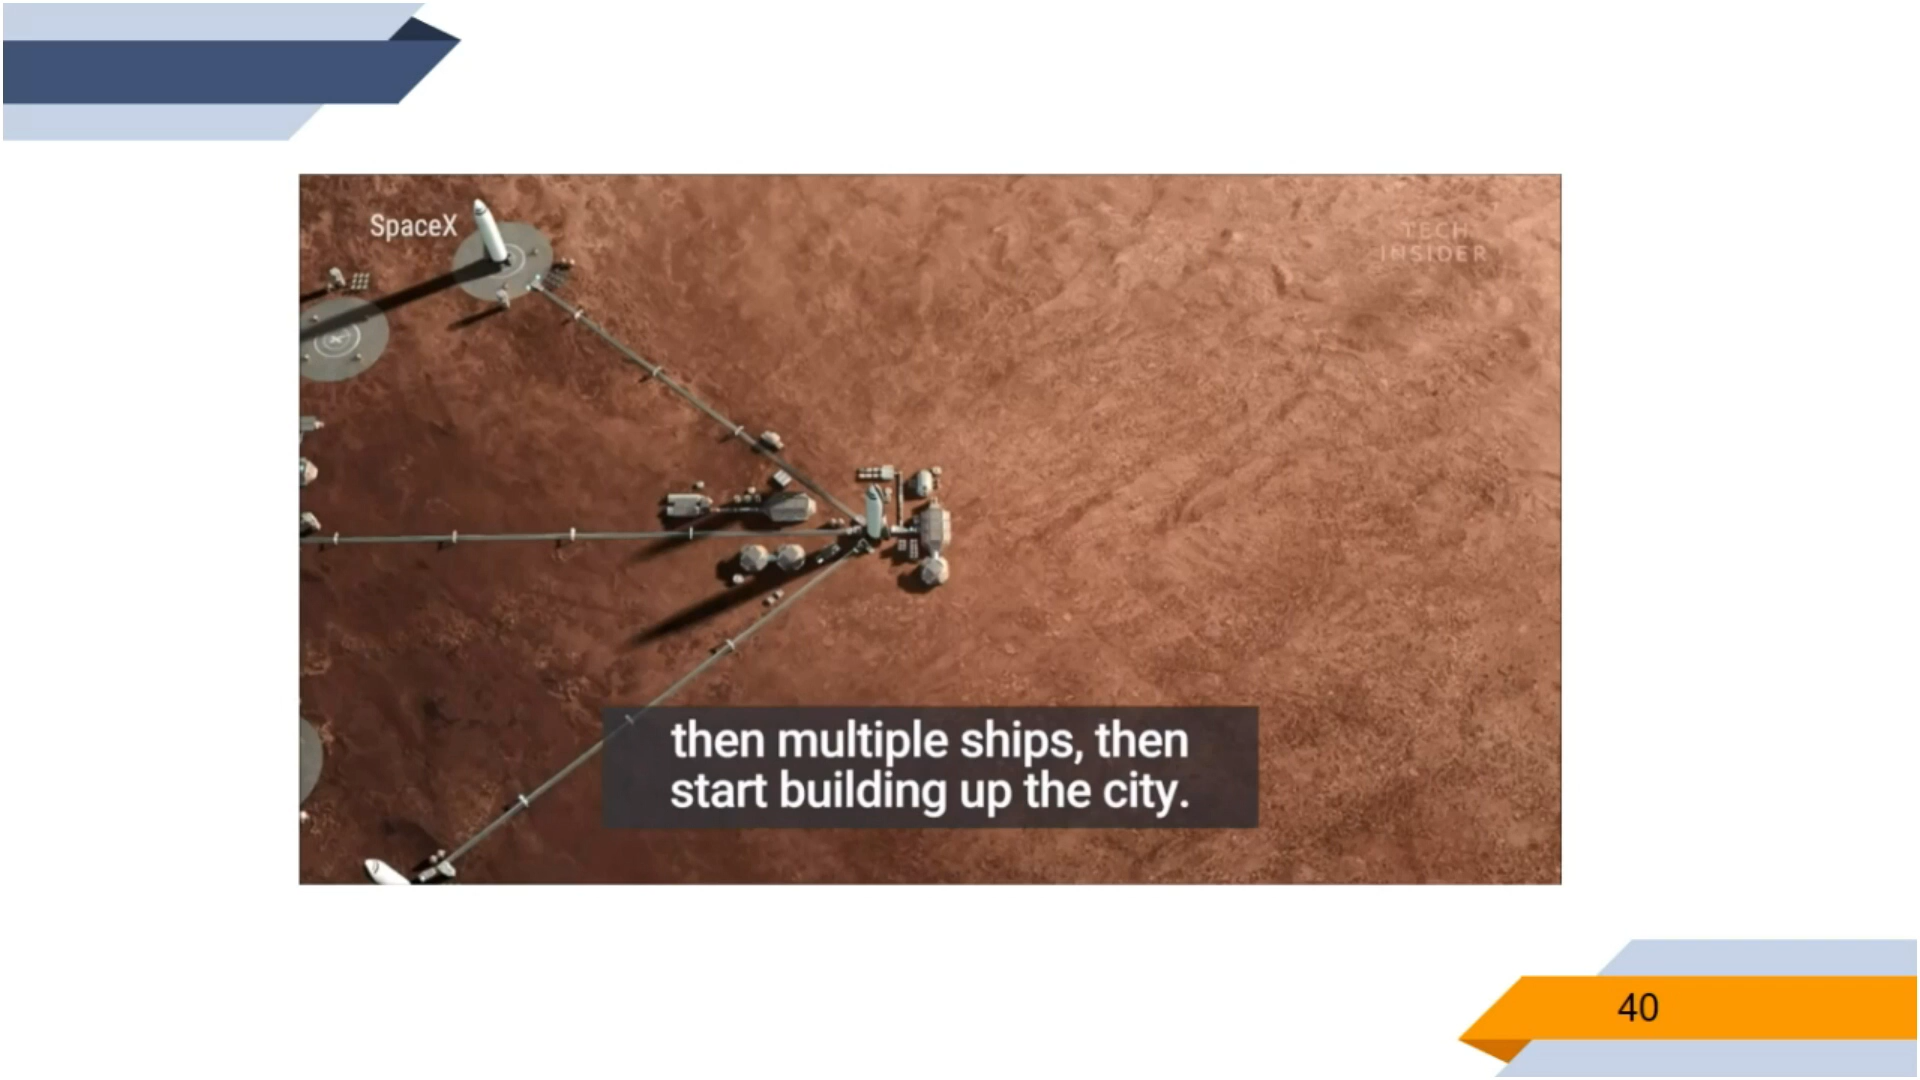 SpaceX
TECH
INSIDER
then multiple ships, then
start building up the city.
40